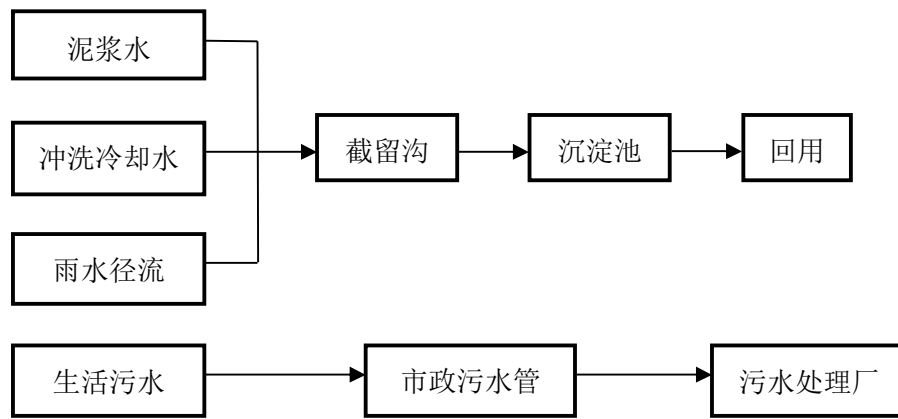 泥浆水
冲洗冷却水
截留沟
沉淀池
回用
雨水径流
生活污水
市政污水管
污水处理厂